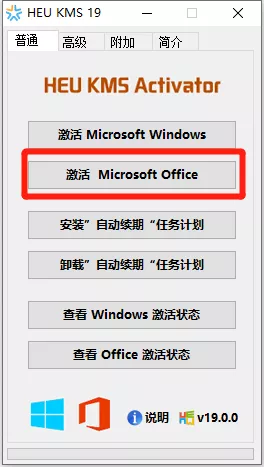 HEU KMS 19
普通 高级 附加 简介
HEU KMS Activator
激活 Microsoft Windows
激活 Microsoft Office
安装”自动续期“任务计划
卸载”自动续期“任务计划
查看 Windows 激活状态
查看 Office 激活状态
说明 v19.0.0